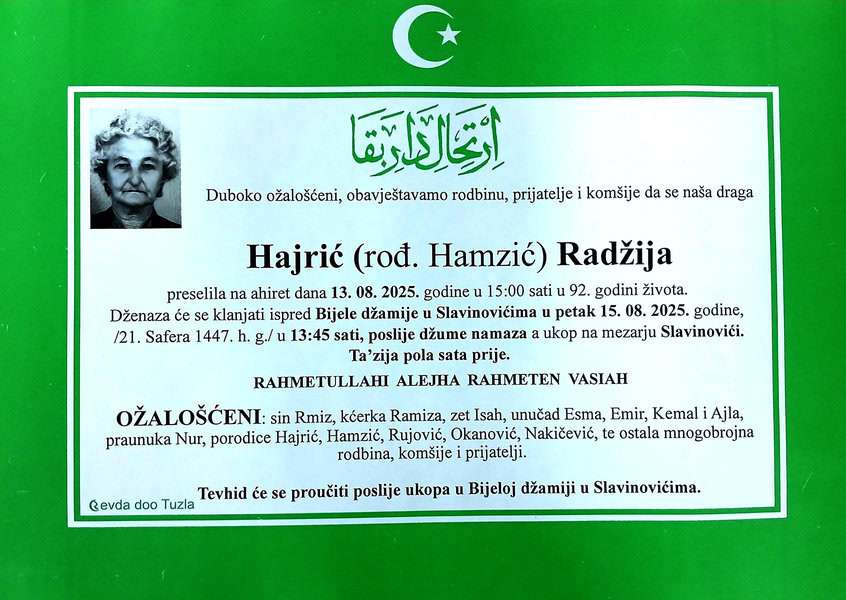 اِرتحال دار بقا
Duboko ožalošćeni, obavještavamo rodbinu, prijatelje i komšije da se naša draga
Hajrić (rođ. Hamzić) Radžija
preselila na ahiret dana 13. 08. 2025. godine u 15:00 sati u 92. godini života.
Dženaza će se klanjati ispred Bijele džamije u Slavinovićima u petak 15. 08. 2025. godine,
/21. Safera 1447. h. g./ u 13:45 sati, poslije džume namaza a ukop na mezarju Slavinovići.
Ta'zija pola sata prije.
RAHMETULLAHI ALEJHA RAHMETEN VASIAH
OŽALOŠĆENI: sin Rmiz, kćerka Ramiza, zet Isah, unučad Esma, Emir, Kemal i Ajla,
praunuka Nur, porodice Hajrić, Hamzić, Rujović, Okanović, Nakičević, te ostala mnogobrojna
rodbina, komšije i prijatelji.
Tevhid će se proučiti poslije ukopa u Bijeloj džamiji u Slavinovićima.
evda doo Tuzla